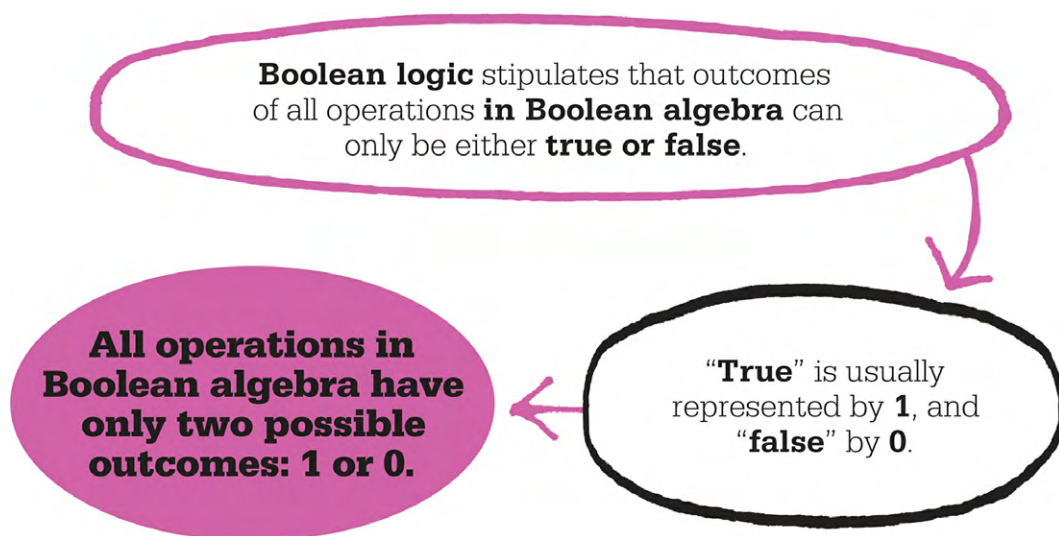 Boolean logic stipulates that outcomes
of all operations in Boolean algebra can
only be either true or false.
“True” is usually
represented by 1, and
“false” by 0.
All operations in
Boolean algebra have
only two possible
outcomes: 1 or 0.